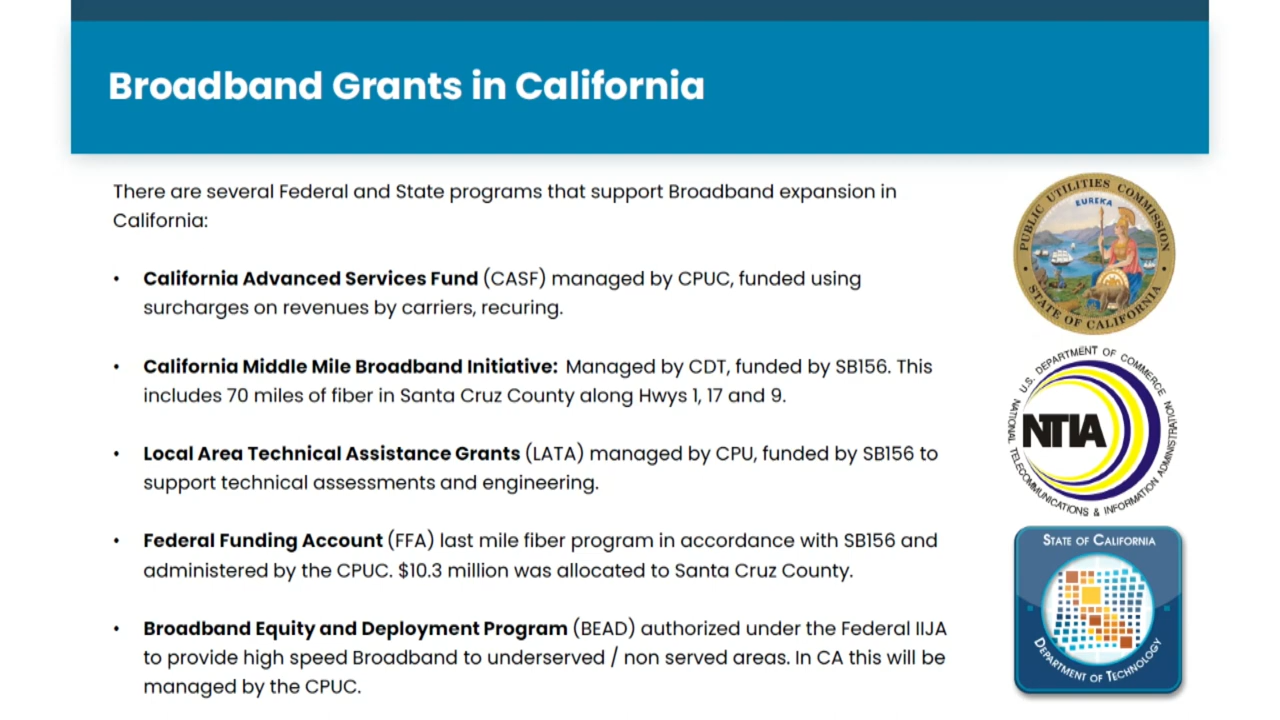 Broadband Grants in California
There are several Federal and State programs that support Broadband expansion in
California:
• California Advanced Services Fund (CASF) managed by CPUC, funded using
surcharges on revenues by carriers, recuring.
• California Middle Mile Broadband Initiative: Managed by CDT, funded by SB156. This
includes 70 miles of fiber in Santa Cruz County along Hwys 1, 17 and 9.
• Local Area Technical Assistance Grants (LATA) managed by CPU, funded by SB156 to
support technical assessments and engineering.
• Federal Funding Account (FFA) last mile fiber program in accordance with SB156 and
administered by the CPUC. $10.3 million was allocated to Santa Cruz County.
• Broadband Equity and Deployment Program (BEAD) authorized under the Federal IIJA
to provide high speed Broadband to underserved / non served areas. In CA this will be
managed by the CPUC.
PUBLIC UTILITIES COMMISSION
EUREKA
STATE OF CALIFORNIA
U.S. DEPARTMENT OF COMMERCE
NTIA
NATIONAL TELECOMMUNICATIONS & INFORMATION ADMINISTRATION
STATE OF CALIFORNIA
DEPARTMENT OF TECHNOLOGY